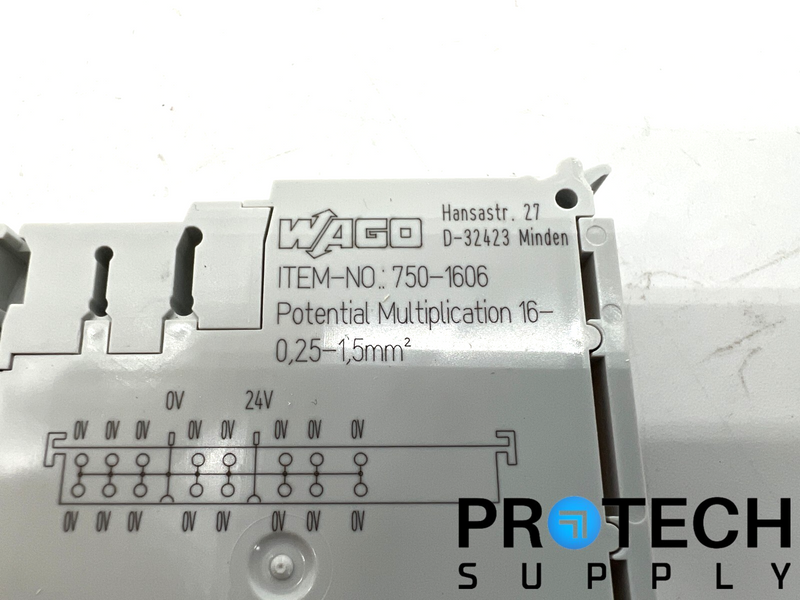 WAGO
Hansastr. 27
D-32423 Minden
ITEM-NO.: 750-1606
Potential Multiplication 16-
0,25-1,5mm²
0V 24V
0V 0V 0V 0V 0V 0V 0V 0V
0V 0V 0V 0V 0V 0V 0V 0V
PROTECH
SUPPLY